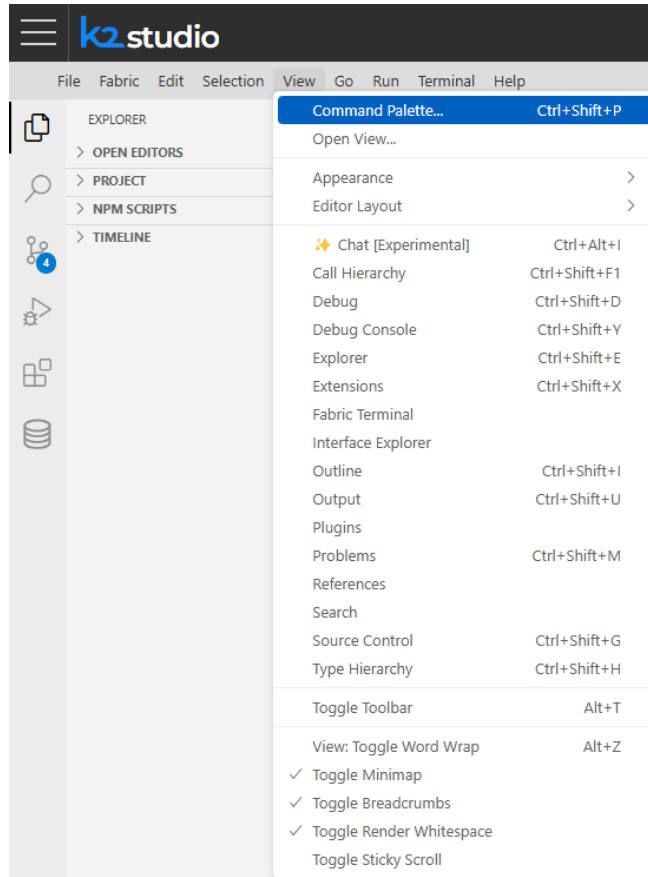 k2studio
File Fabric Edit Selection View Go Run Terminal Help
EXPLORER
OPEN EDITORS
PROJECT
NPM SCRIPTS
TIMELINE
4
Command Palette... Ctrl+Shift+P
Open View...
Appearance
Editor Layout
✨ Chat [Experimental] Ctrl+Alt+I
Call Hierarchy Ctrl+Shift+F1
Debug Ctrl+Shift+D
Debug Console Ctrl+Shift+Y
Explorer Ctrl+Shift+E
Extensions Ctrl+Shift+X
Fabric Terminal
Interface Explorer
Outline Ctrl+Shift+I
Output Ctrl+Shift+U
Plugins
Problems Ctrl+Shift+M
References
Search
Source Control Ctrl+Shift+G
Type Hierarchy Ctrl+Shift+H
Toggle Toolbar Alt+T
View: Toggle Word Wrap Alt+Z
✓ Toggle Minimap
✓ Toggle Breadcrumbs
✓ Toggle Render Whitespace
Toggle Sticky Scroll